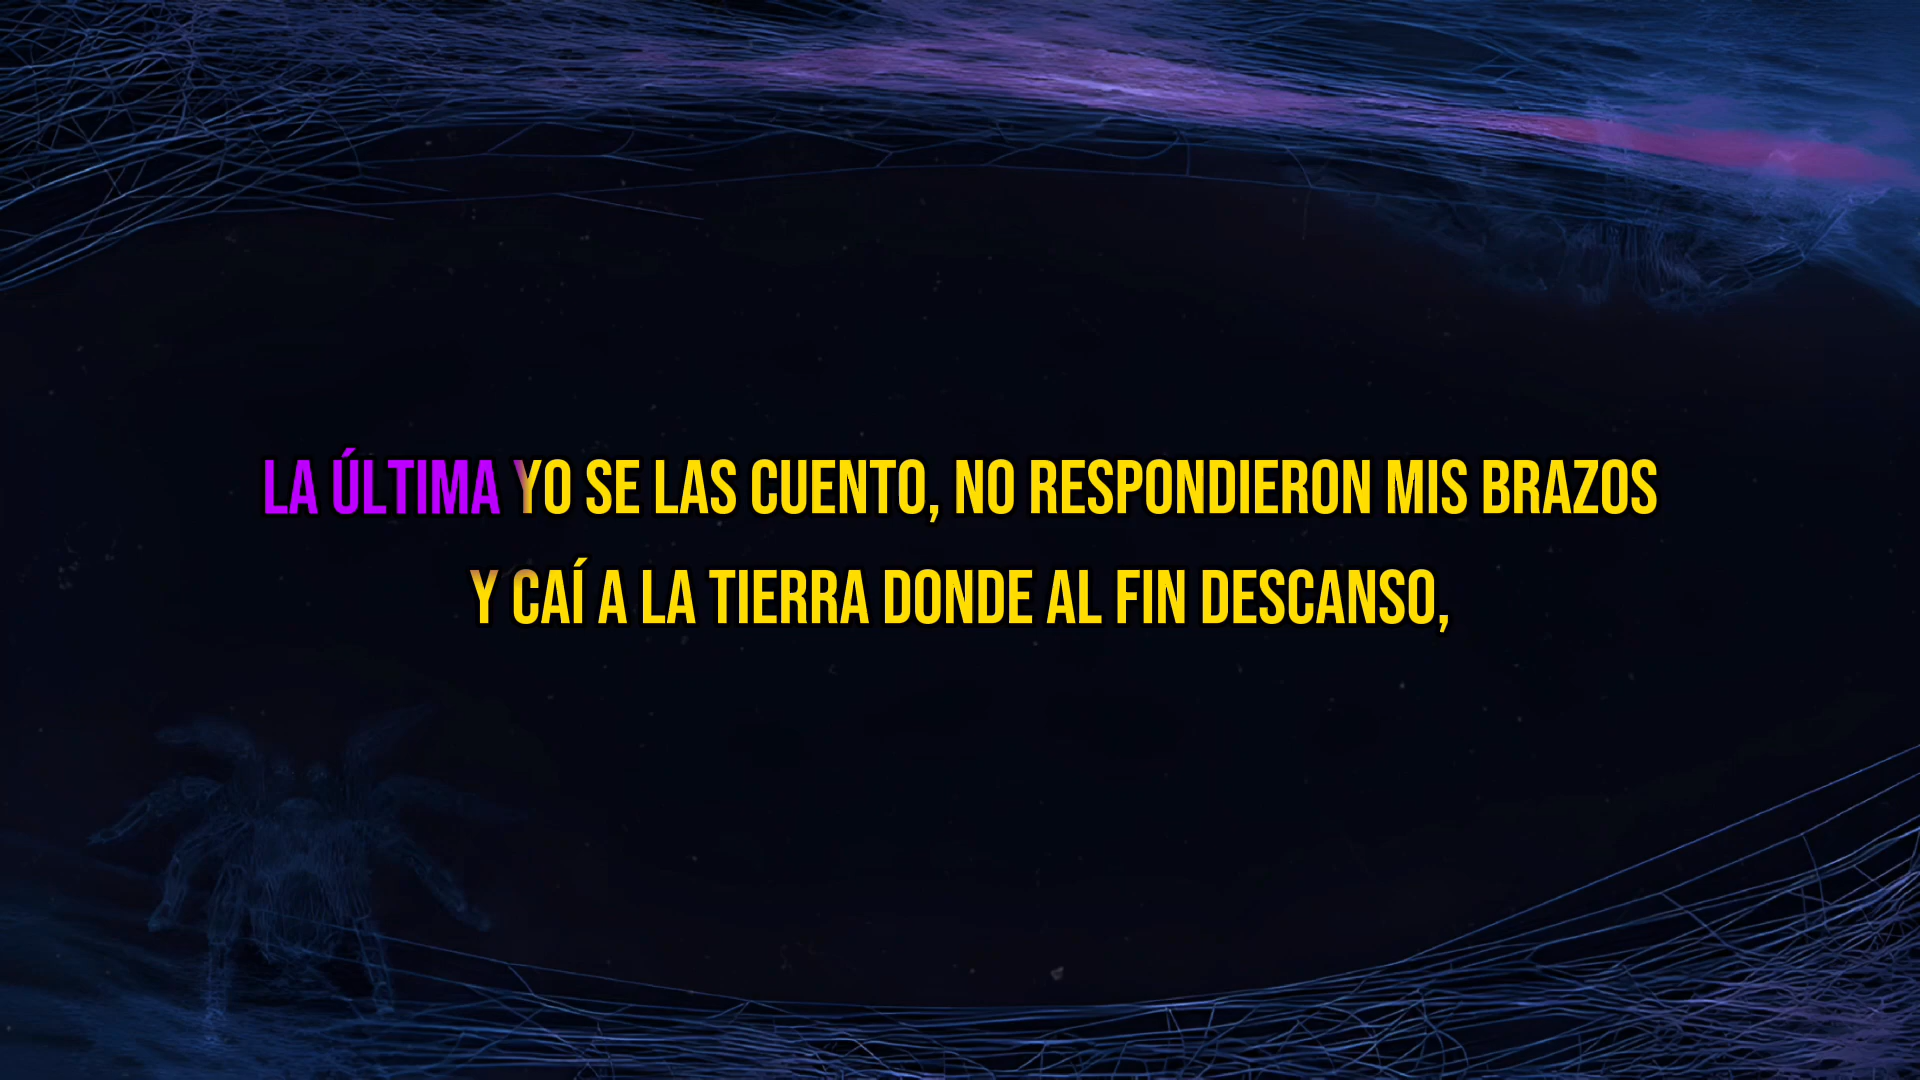 LA ÚLTIMA YO SE LAS CUENTO, NO RESPONDIERON MIS BRAZOS
Y CAÍ A LA TIERRA DONDE AL FIN DESCANSO,